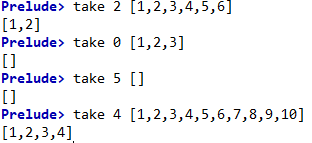 Prelude> take 2 [1,2,3,4,5,6]
[1,2]
Prelude> take 0 [1,2,3]
[]
Prelude> take 5 []
[]
Prelude> take 4 [1,2,3,4,5,6,7,8,9,10]
[1,2,3,4]